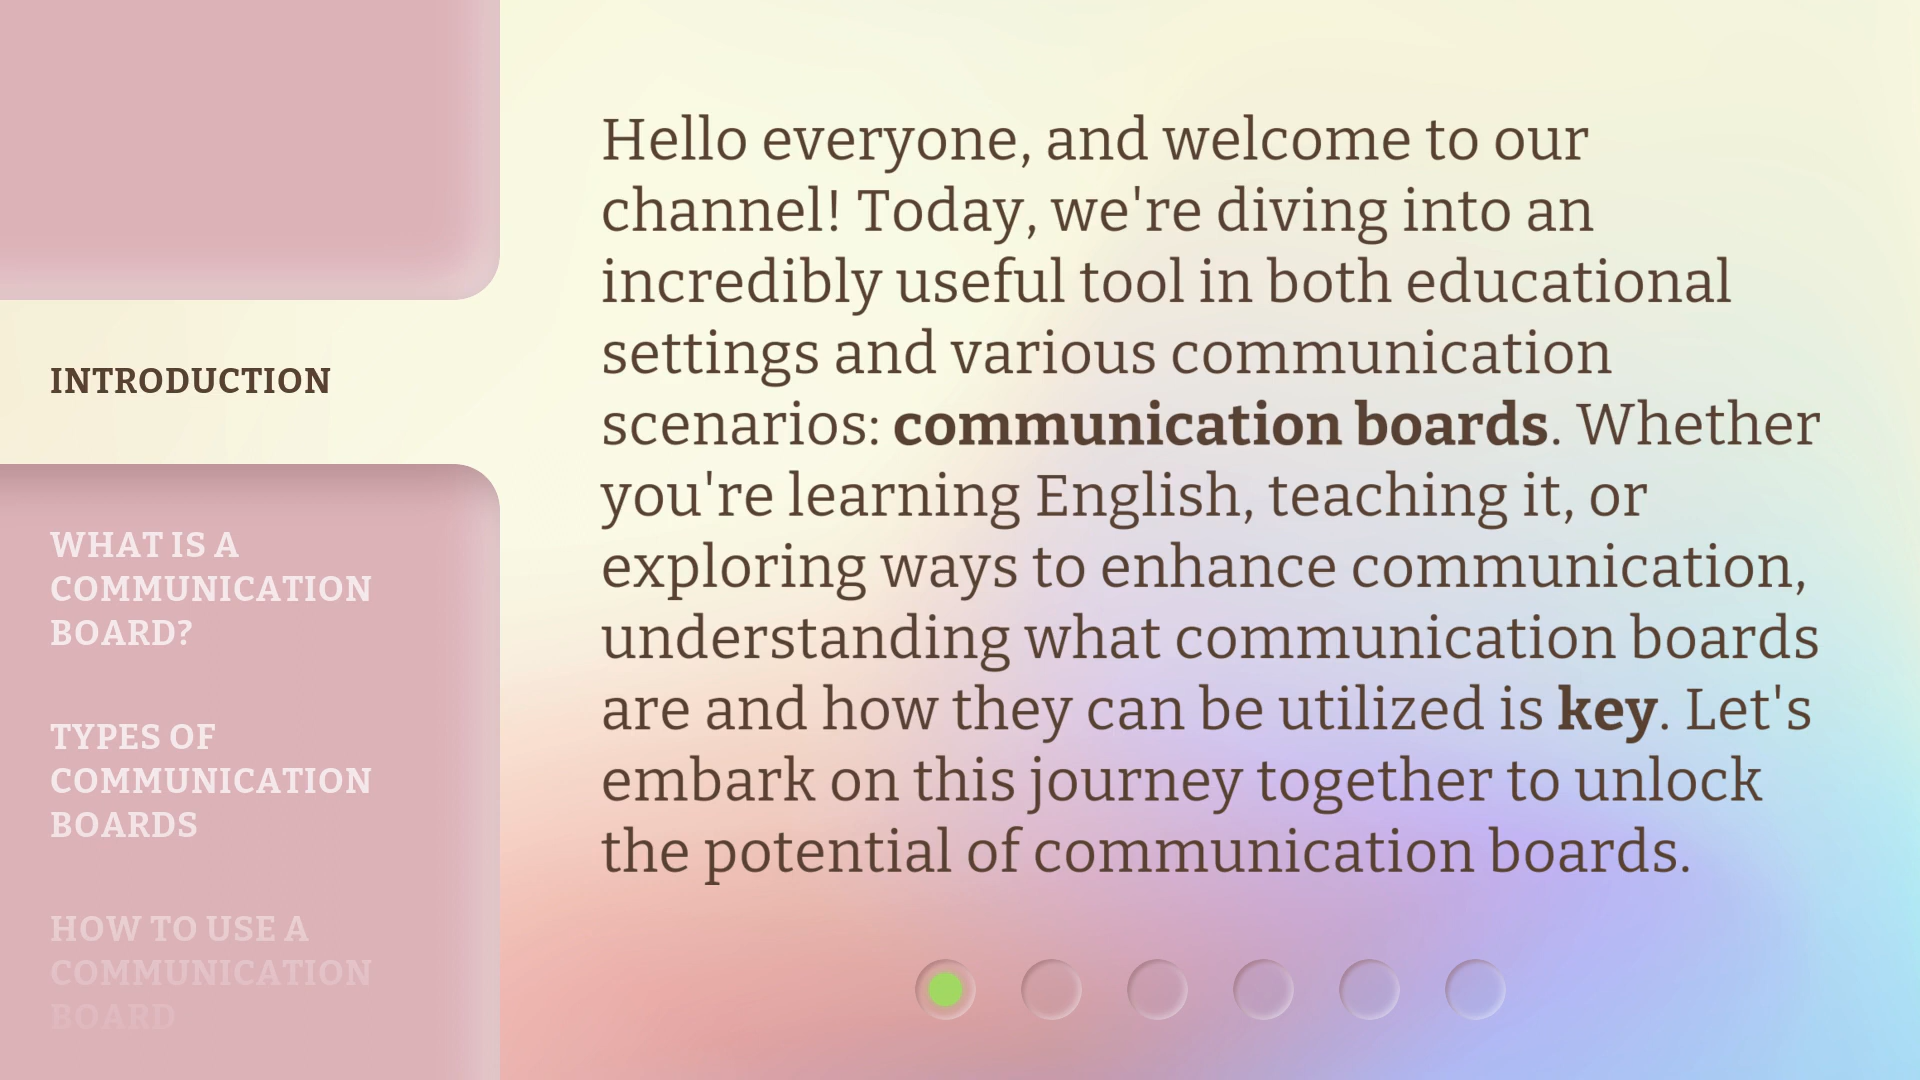 INTRODUCTION
WHAT IS A
COMMUNICATION
BOARD?
TYPES OF
COMMUNICATION
BOARDS
HOW TO USE A
COMMUNICATION
BOARD
Hello everyone, and welcome to our
channel! Today, we're diving into an
incredibly useful tool in both educational
settings and various communication
scenarios: communication boards. Whether
you're learning English, teaching it, or
exploring ways to enhance communication,
understanding what communication boards
are and how they can be utilized is key. Let's
embark on this journey together to unlock
the potential of communication boards.